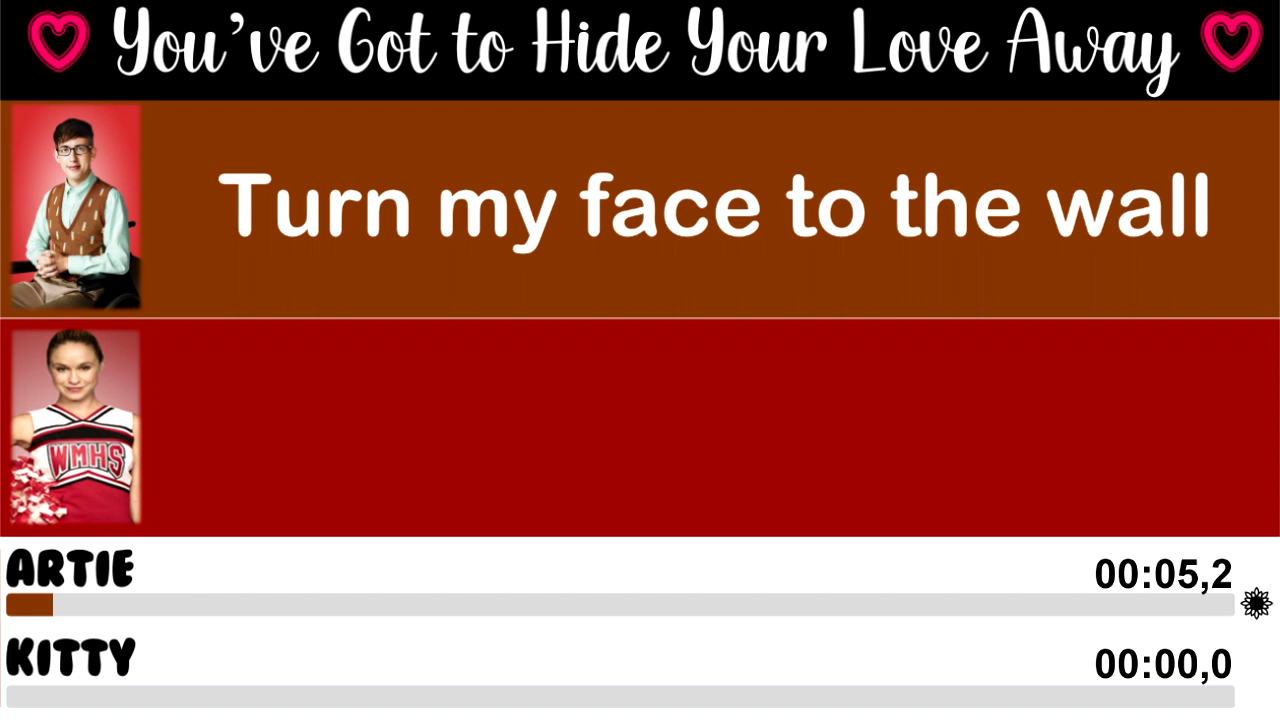 You've Got to Hide Your Love Away
Turn my face to the wall
WMHS
ARTIE
00:05,2
KITTY
00:00,0